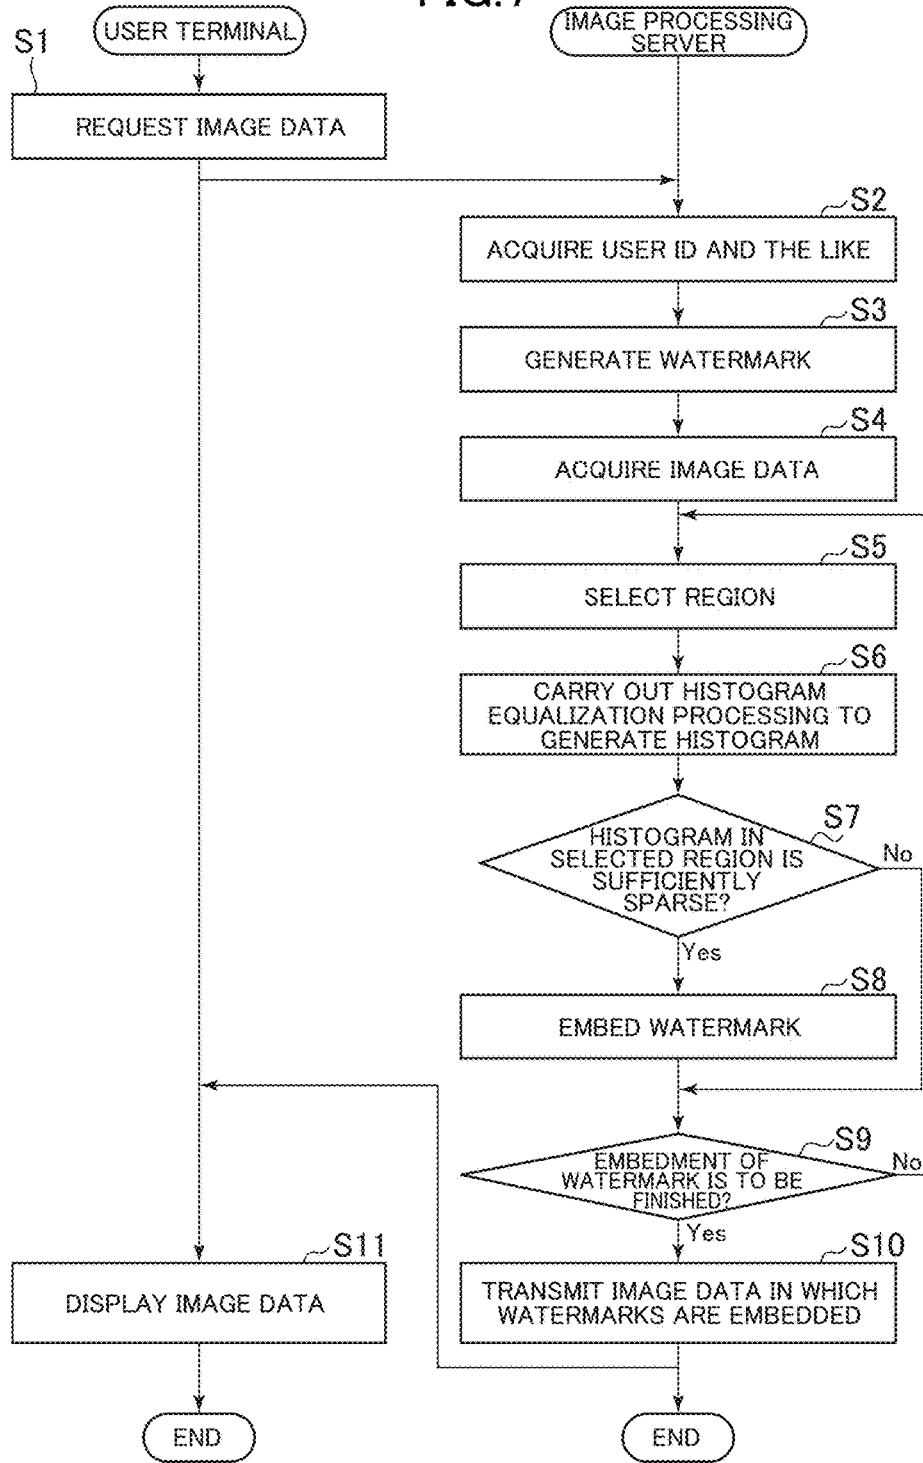 FIG.7
USER TERMINAL
IMAGE PROCESSING
SERVER
S1
REQUEST IMAGE DATA
S2
ACQUIRE USER ID AND THE LIKE
S3
GENERATE WATERMARK
S4
ACQUIRE IMAGE DATA
S5
SELECT REGION
S6
CARRY OUT HISTOGRAM
EQUALIZATION PROCESSING TO
GENERATE HISTOGRAM
S7
HISTOGRAM IN
SELECTED REGION IS
SUFFICIENTLY
SPARSE?
No
Yes
S8
EMBED WATERMARK
S9
EMBEDMENT OF
WATERMARK IS TO BE
FINISHED?
No
Yes
S10
TRANSMIT IMAGE DATA IN WHICH
WATERMARKS ARE EMBEDDED
S11
DISPLAY IMAGE DATA
END
END